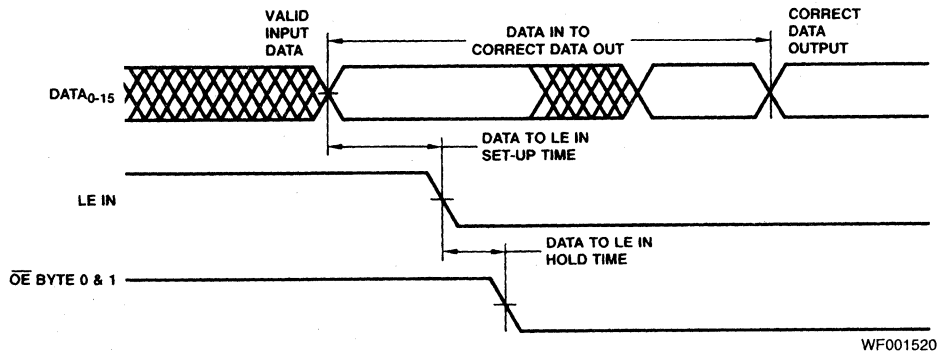 VALID
INPUT
DATA
DATA IN TO
CORRECT DATA OUT
CORRECT
DATA
OUTPUT
DATA0-15
DATA TO LE IN
SET-UP TIME
LE IN
DATA TO LE IN
HOLD TIME
O̅E̅ BYTE 0 & 1
WF001520